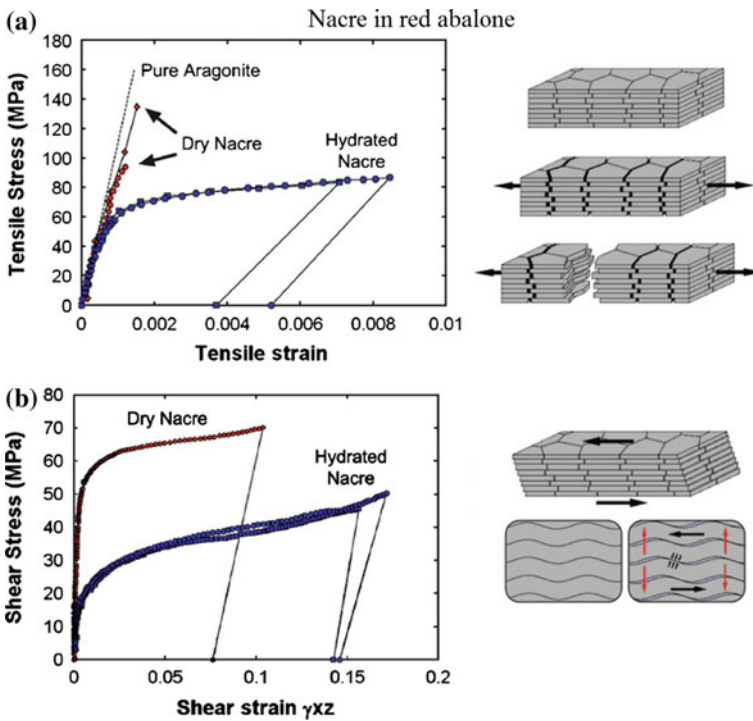 Nacre in red abalone
(a)
180
160
140
120
100
80
60
40
20
0
Tensile Stress (MPa)
Pure Aragonite
Dry Nacre
Hydrated
Nacre
0 0.002 0.004 0.006 0.008 0.01
Tensile strain
(b)
80
70
60
50
40
30
20
10
0
Shear Stress (MPa)
Dry Nacre
Hydrated
Nacre
0 0.05 0.1 0.15 0.2
Shear strain γxz